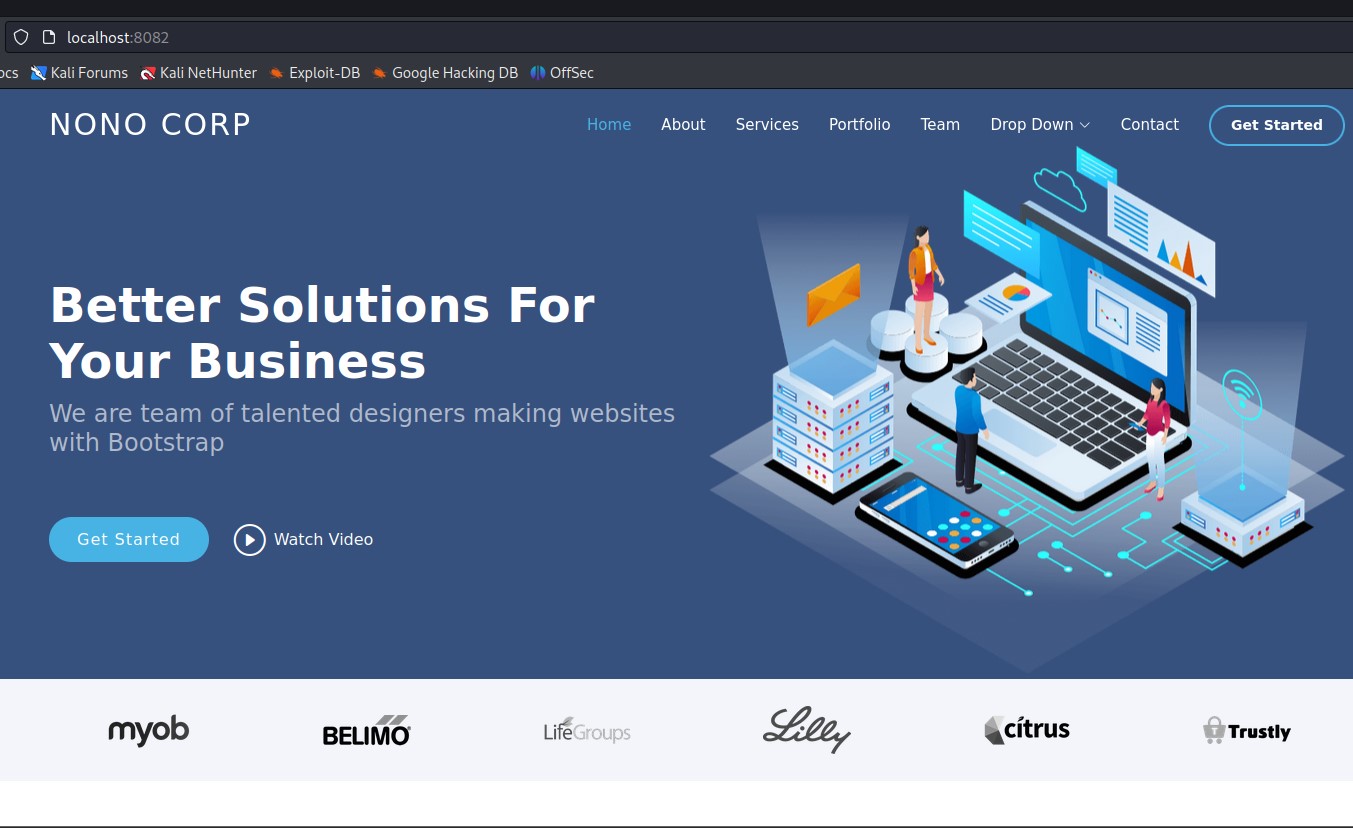 localhost:8082
ocs Kali Forums Kali NetHunter Exploit-DB Google Hacking DB OffSec
NONO CORP
Home About Services Portfolio Team Drop Down Contact Get Started
Better Solutions For
Your Business
We are team of talented designers making websites
with Bootstrap
Get Started Watch Video
myob BELIMO LifeGroups Lilly cítrus Trustly